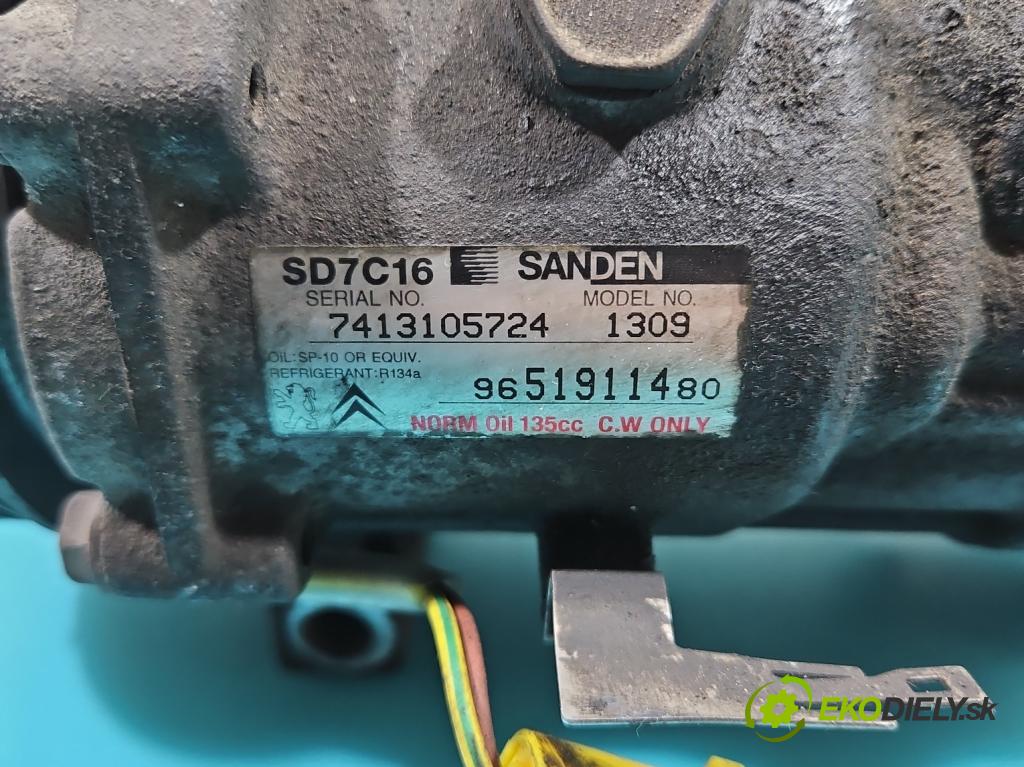 SD7C16 SANDEN
SERIAL NO. MODEL NO.
7413105724 1309
OIL:SP-10 OR EQUIV.
REFRIGERANT:R134a
9651911480
NORM Oil 135cc C.W ONLY
EKODIELY.sk